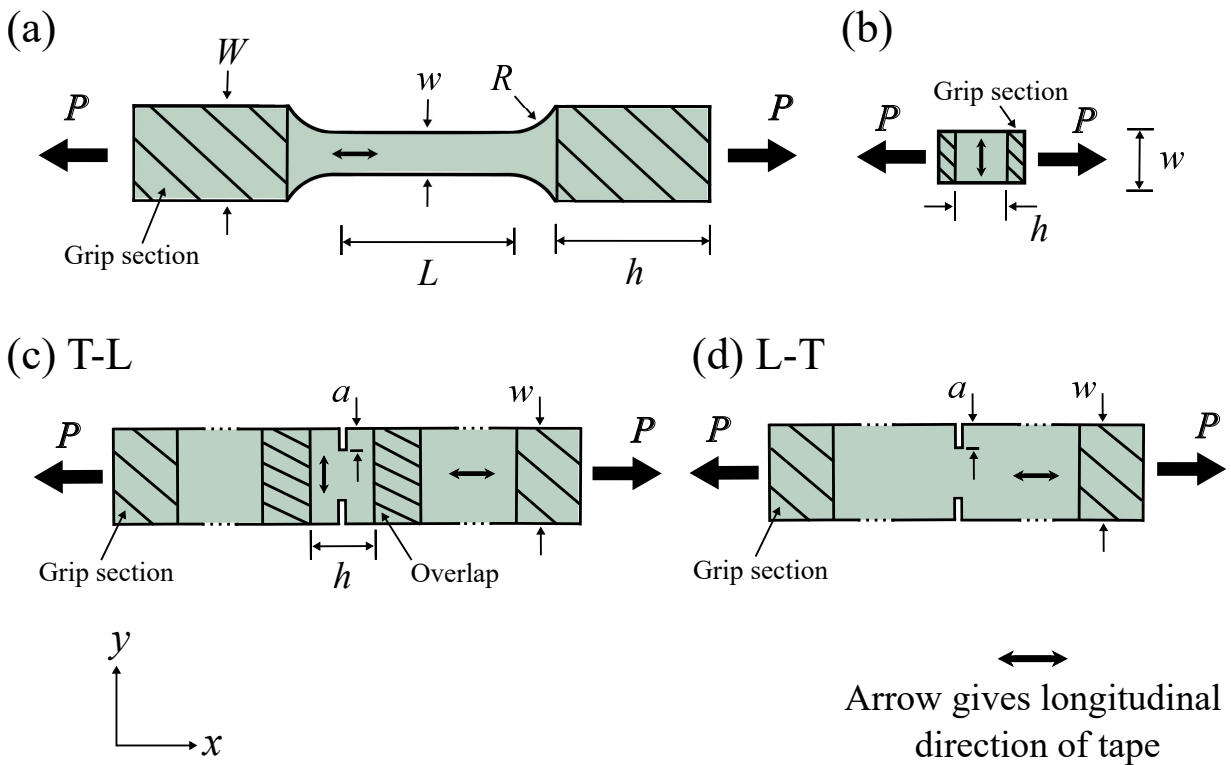 (a)
W
w
R
P
P
Grip section
L
h
(b)
Grip section
P
P
w
h
(c) T-L
a
w
P
P
Grip section
h
Overlap
(d) L-T
a
w
P
P
Grip section
y
x
Arrow gives longitudinal
direction of tape